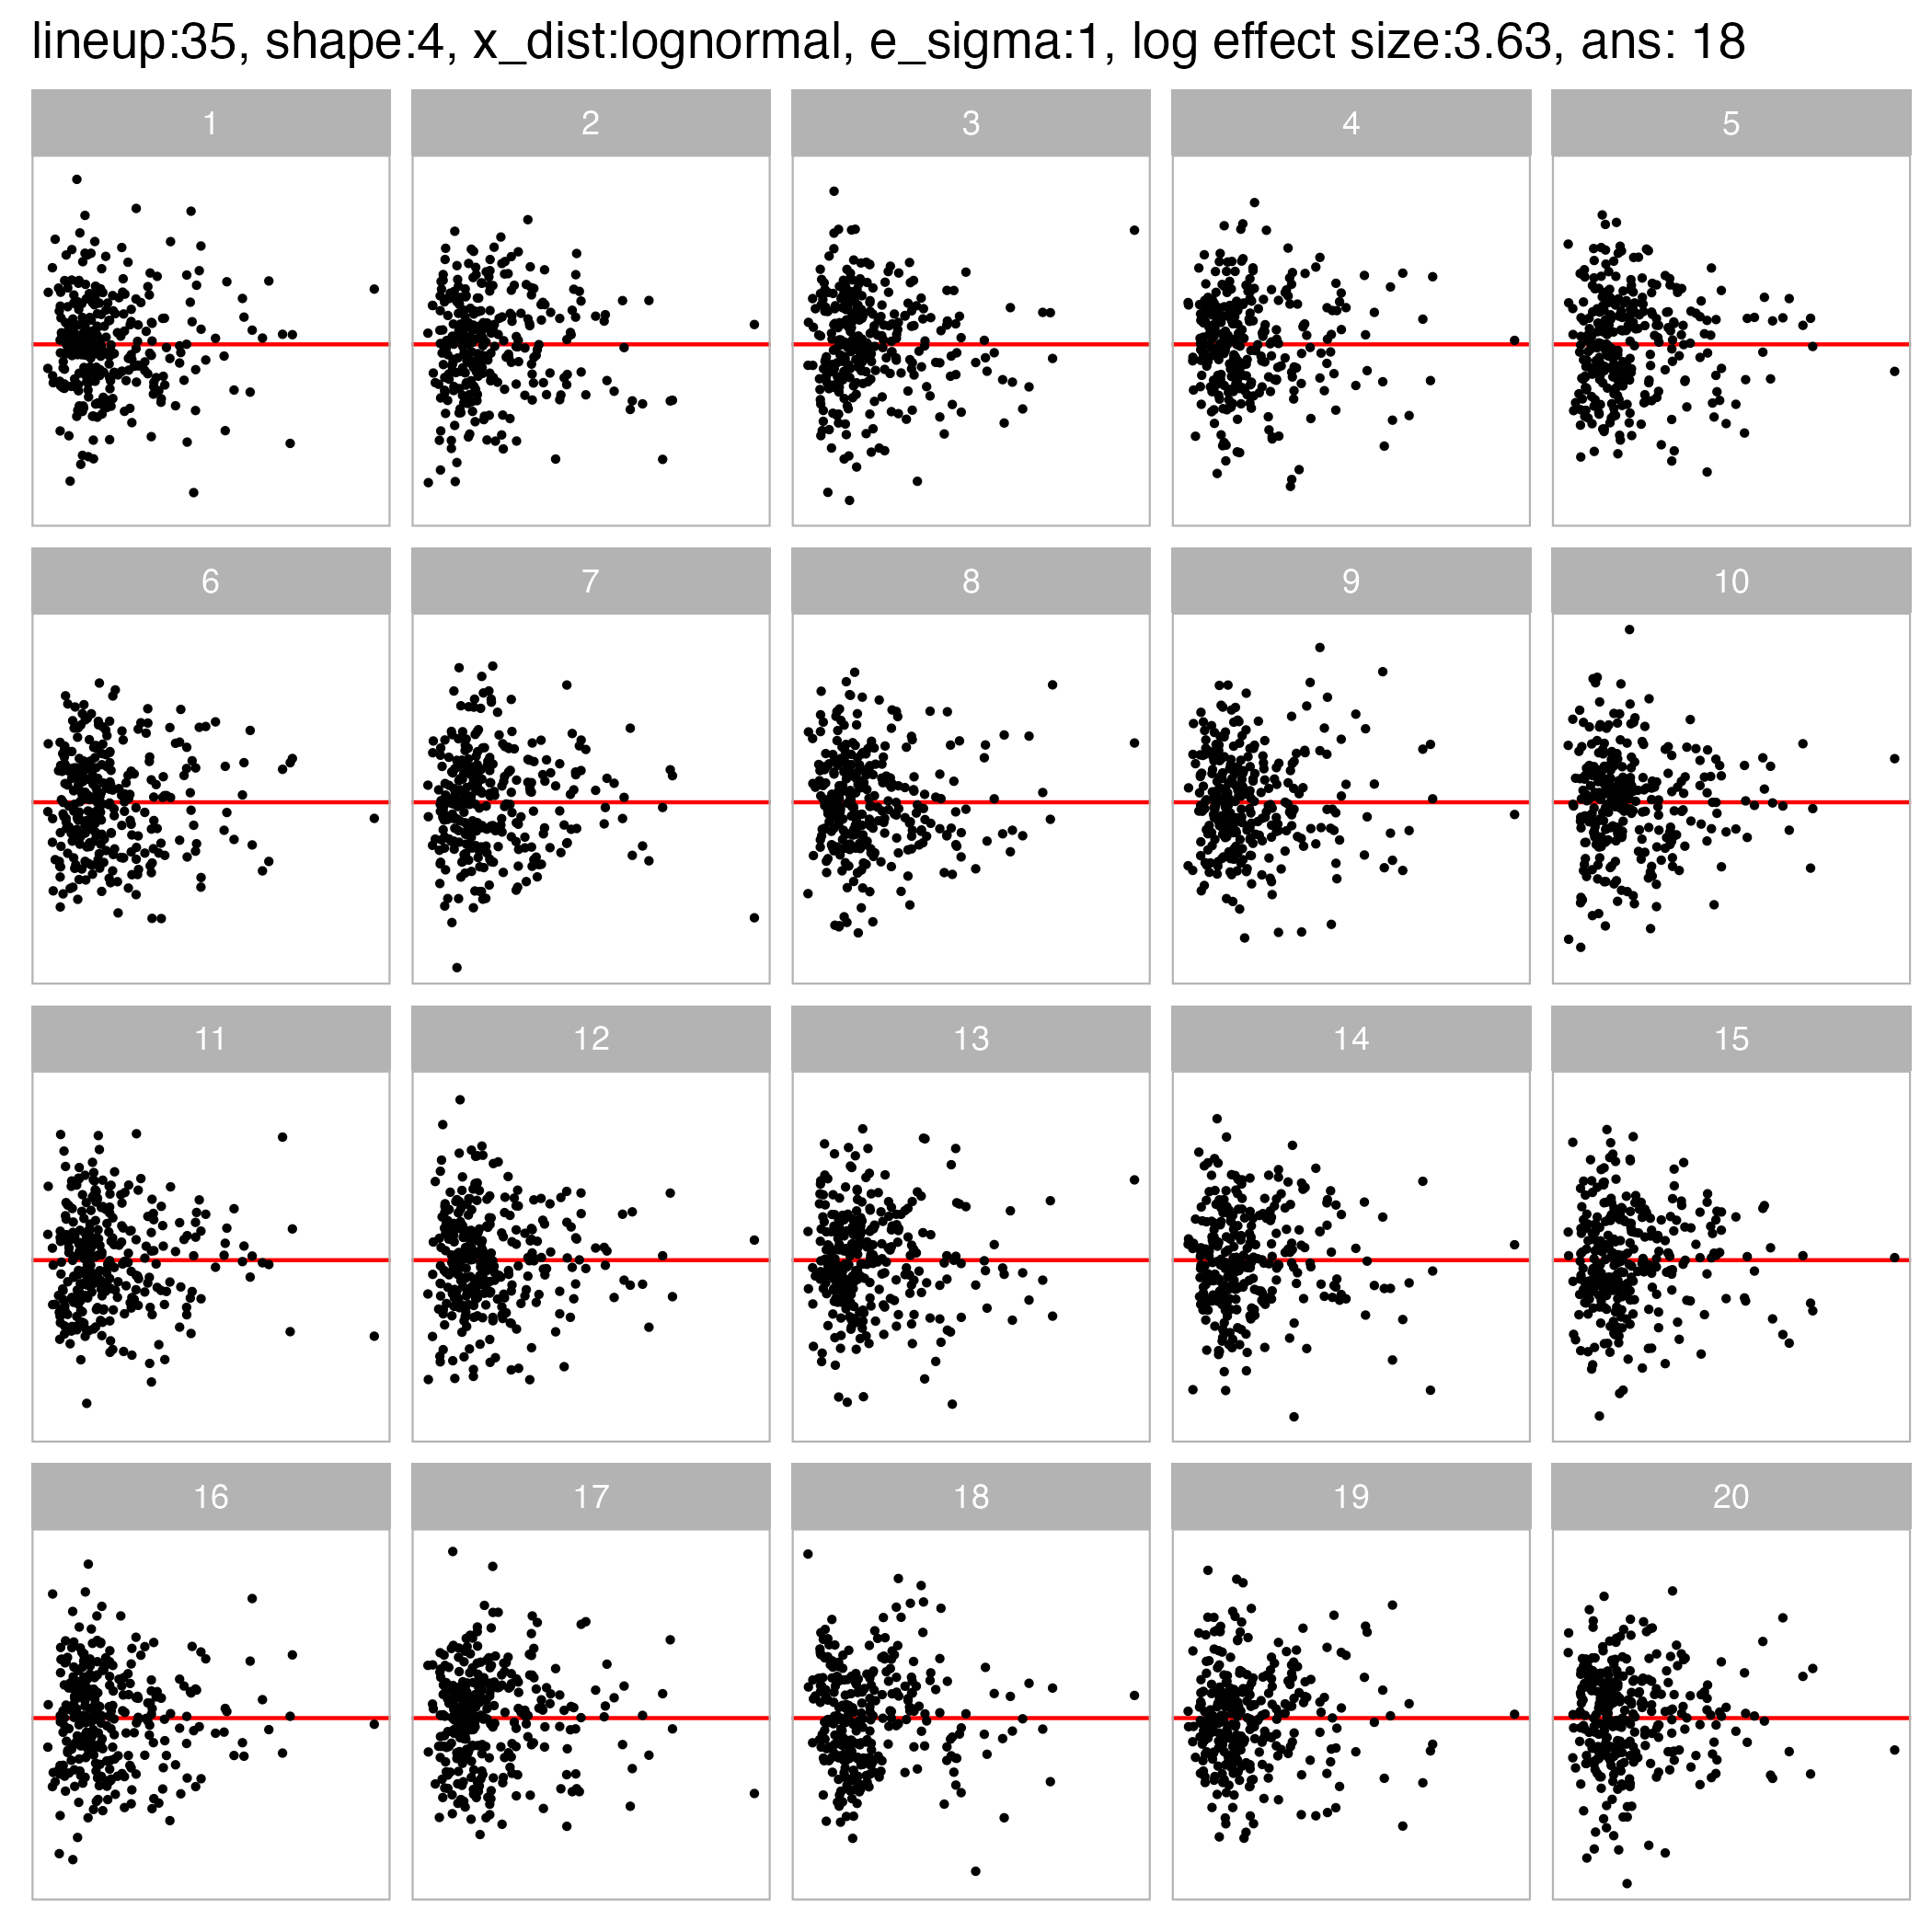 lineup:35, shape:4, x_dist:lognormal, e_sigma:1, log effect size:3.63, ans: 18
1 2 3 4 5
6 7 8 9 10
11 12 13 14 15
16 17 18 19 20